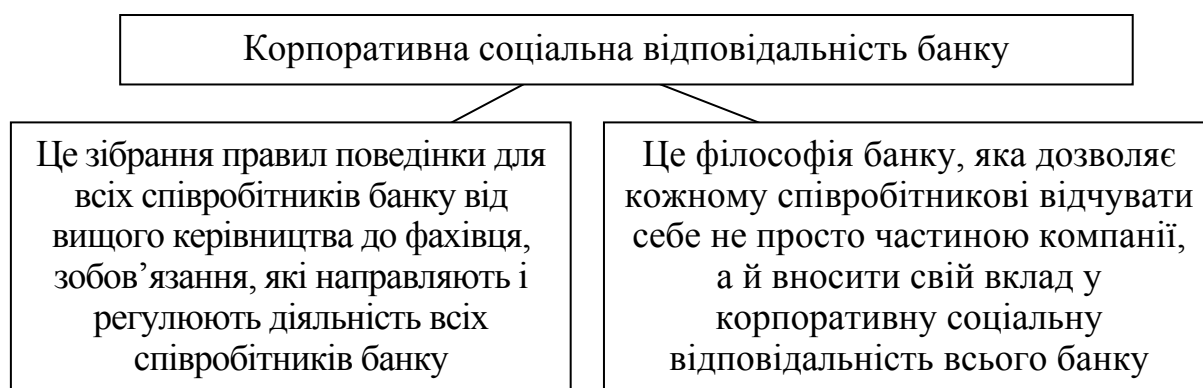 Корпоративна соціальна відповідальність банку
Це зібрання правил поведінки для
всіх співробітників банку від
вищого керівництва до фахівця,
зобов’язання, які направляють і
регулюють діяльність всіх
співробітників банку
Це філософія банку, яка дозволяє
кожному співробітникові відчувати
себе не просто частиною компанії,
а й вносити свій вклад у
корпоративну соціальну
відповідальність всього банку